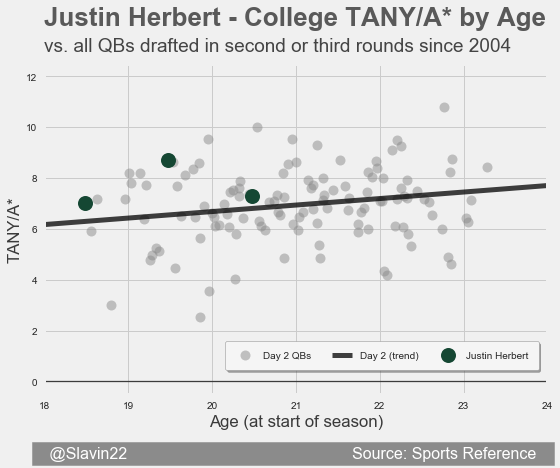 Justin Herbert - College TANY/A* by Age
vs. all QBs drafted in second or third rounds since 2004
12
10
8
6
4
2
0
TANY/A*
Day 2 QBs
Day 2 (trend)
Justin Herbert
18 19 20 21 22 23 24
Age (at start of season)
@Slavin22
Source: Sports Reference